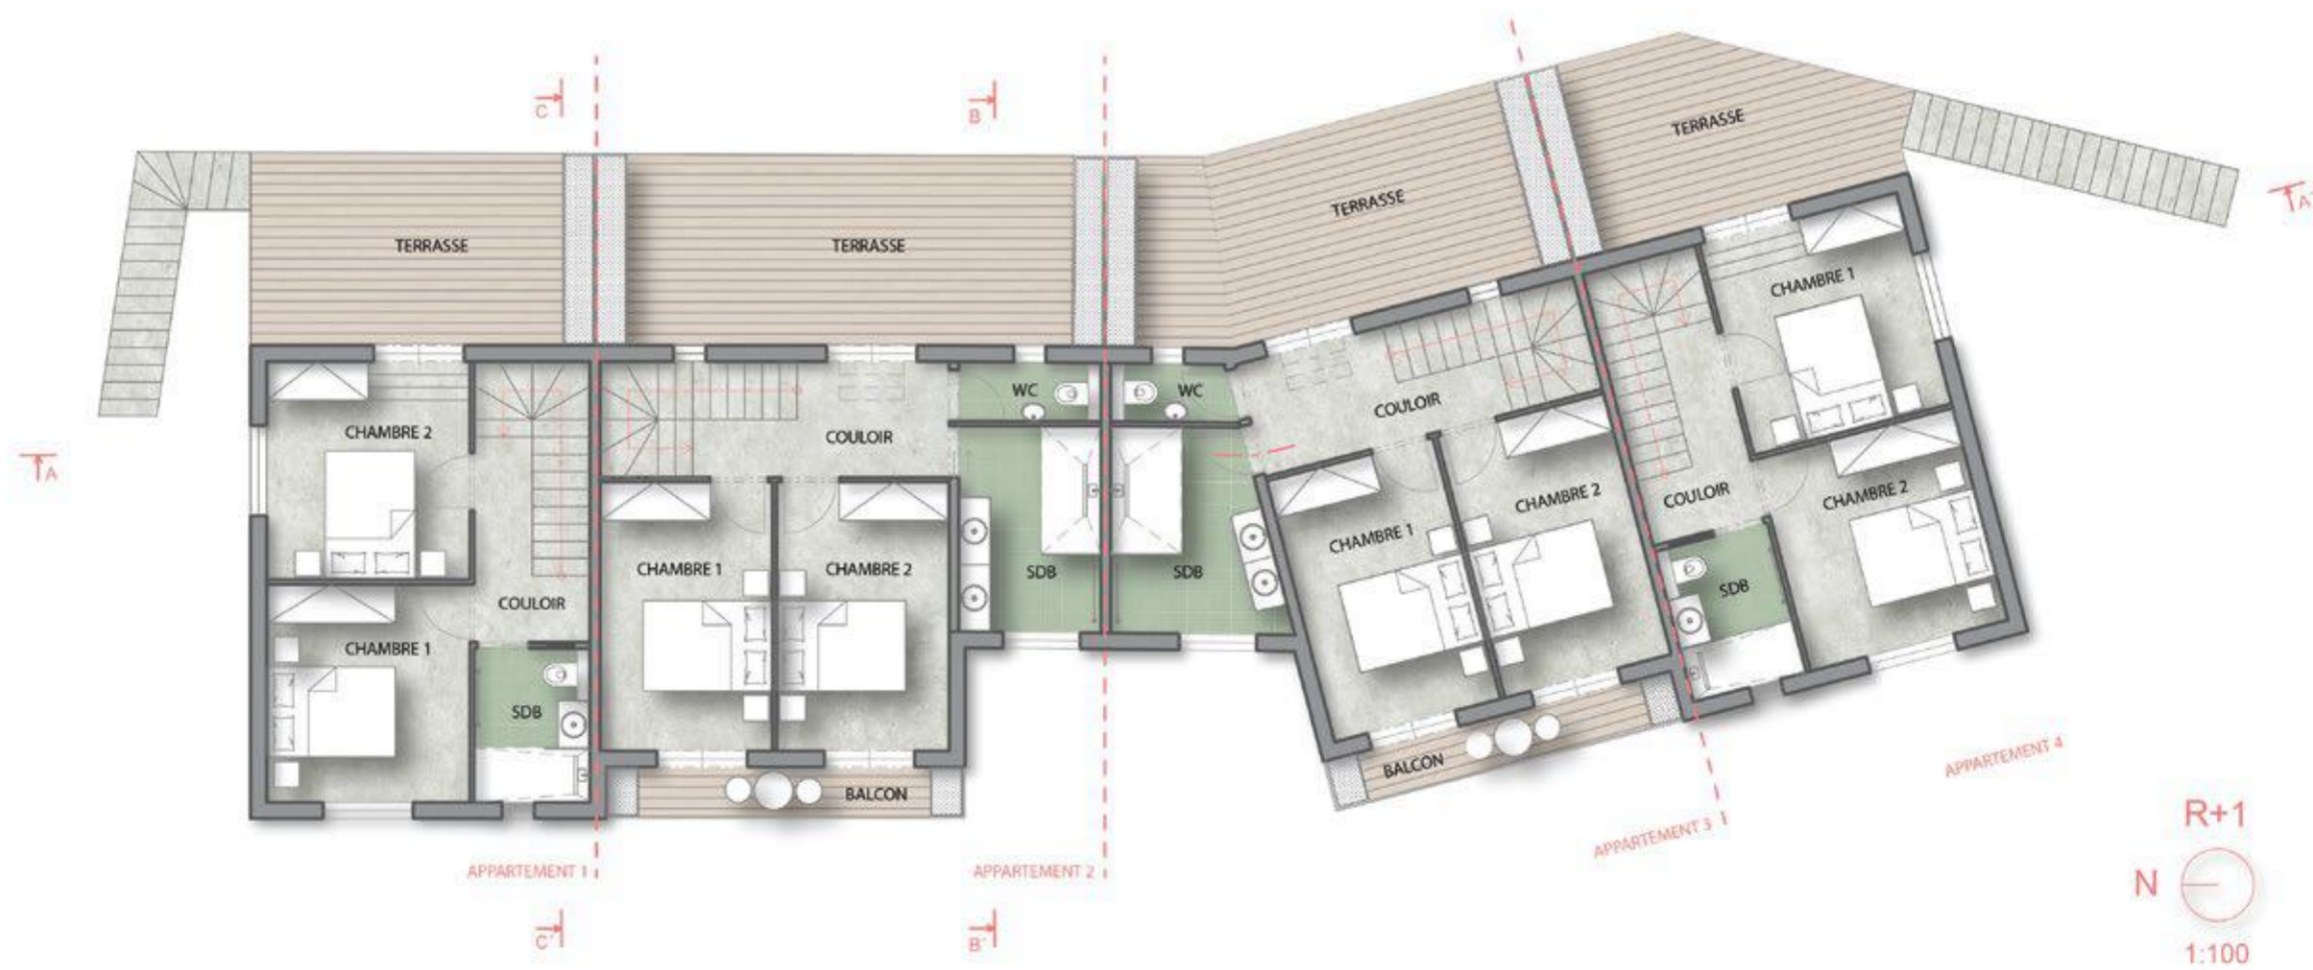 C
B
TERRASSE
TERRASSE
TERRASSE
TERRASSE
A'
WC
WC
CHAMBRE 1
COULOIR
CHAMBRE 2
COULOIR
A
CHAMBRE 2
COULOIR
CHAMBRE 2
CHAMBRE 1
CHAMBRE 1
CHAMBRE 2
SDB
SDB
SDB
COULOIR
CHAMBRE 1
SDB
BALCON
BALCON
APPARTEMENT 1
APPARTEMENT 2
APPARTEMENT 3
APPARTEMENT 4
C'
B'
R+1
N
1:100